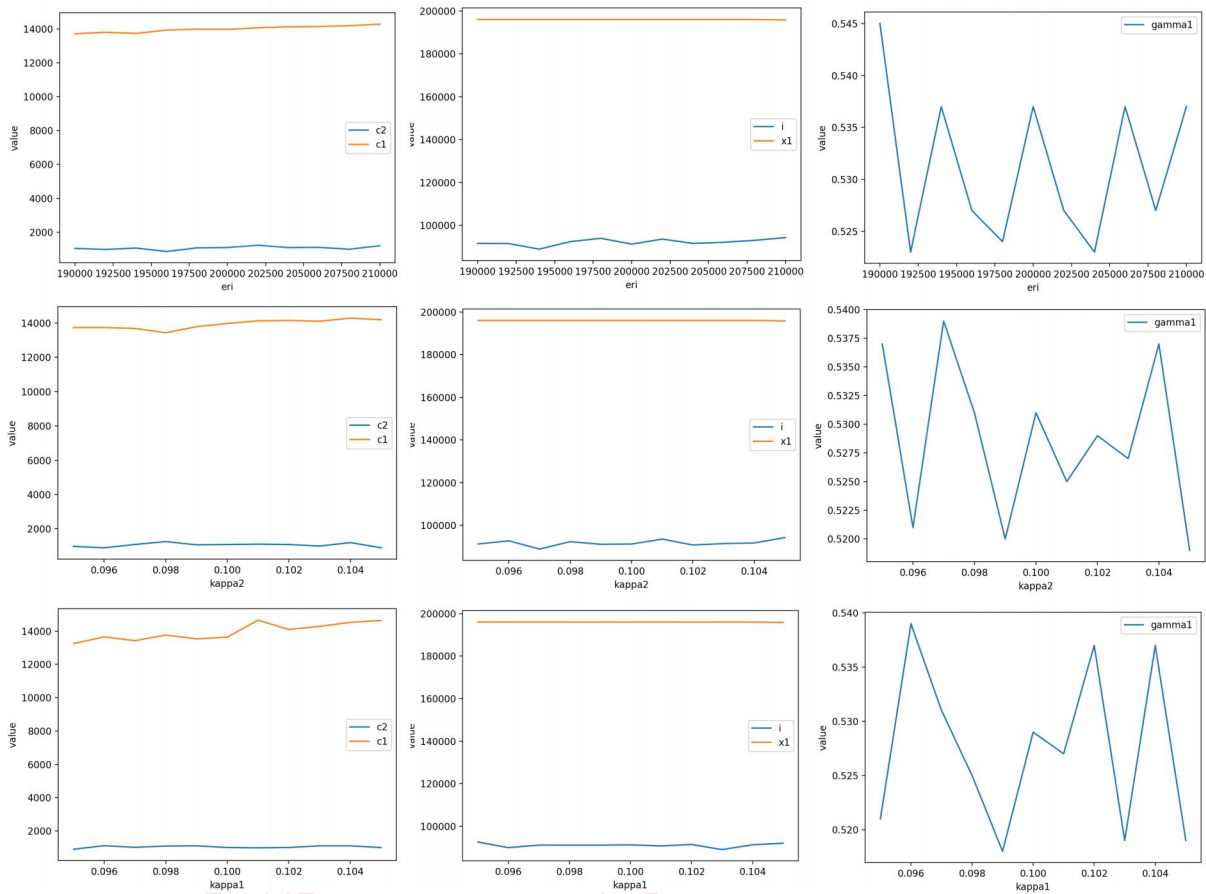 14000
12000
10000
8000
6000
4000
2000
value
c2
c1
190000 192500 195000 197500 200000 202500 205000 207500 210000
eri
200000
180000
160000
140000
120000
100000
value
i
x1
190000 192500 195000 197500 200000 202500 205000 207500 210000
eri
0.545
0.540
0.535
0.530
0.525
value
gamma1
190000 192500 195000 197500 200000 202500 205000 207500 210000
eri
14000
12000
10000
8000
6000
4000
2000
value
c2
c1
0.096 0.098 0.100 0.102 0.104
kappa2
200000
180000
160000
140000
120000
100000
value
i
x1
0.096 0.098 0.100 0.102 0.104
kappa2
0.5400
0.5375
0.5350
0.5325
0.5300
0.5275
0.5250
0.5225
0.5200
value
gamma1
0.096 0.098 0.100 0.102 0.104
kappa2
14000
12000
10000
8000
6000
4000
2000
value
c2
c1
0.096 0.098 0.100 0.102 0.104
kappa1
200000
180000
160000
140000
120000
100000
value
i
x1
0.096 0.098 0.100 0.102 0.104
kappa1
0.540
0.535
0.530
0.525
0.520
value
gamma1
0.096 0.098 0.100 0.102 0.104
kappa1